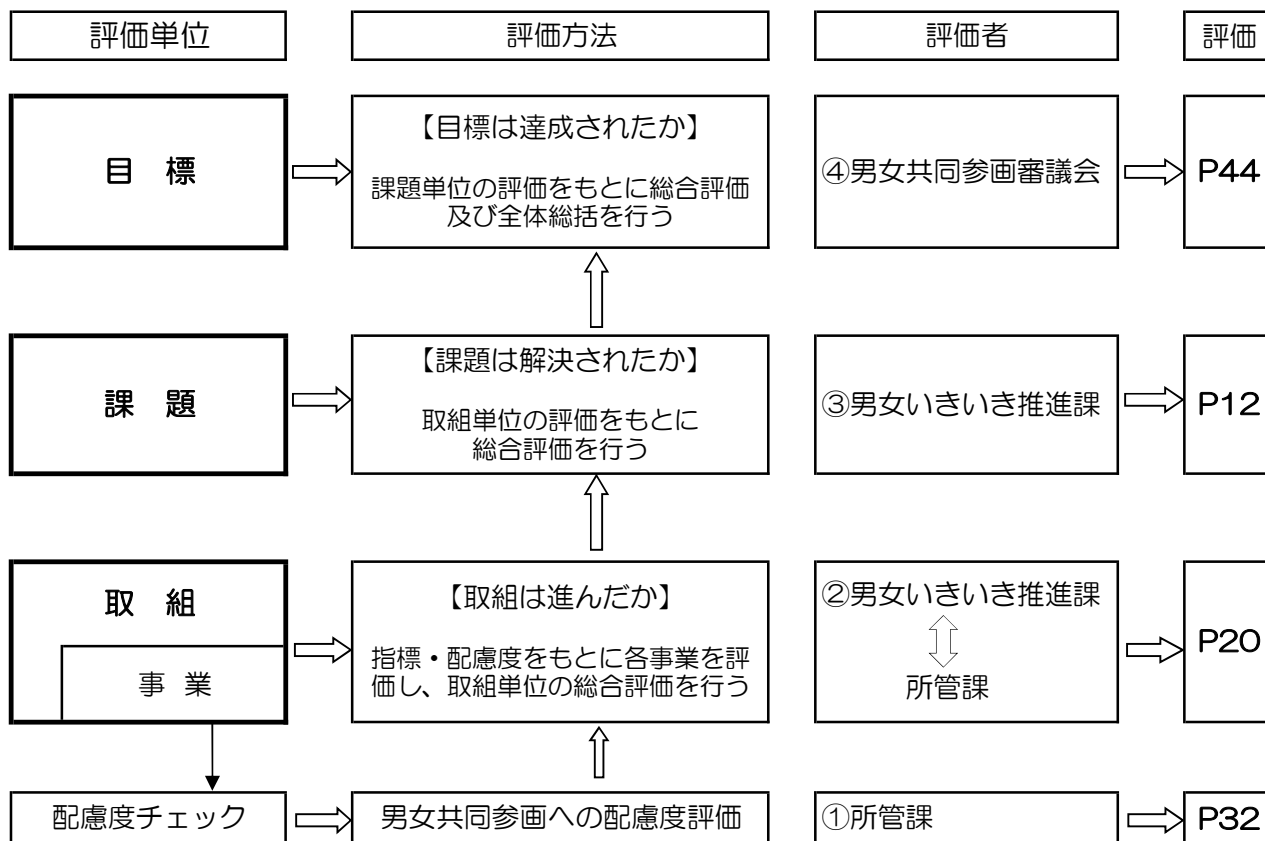 評価単位 評価方法 評価者 評価
目 標
【目標は達成されたか】
課題単位の評価をもとに総合評価
及び全体総括を行う
④男女共同参画審議会
P44
課 題
【課題は解決されたか】
取組単位の評価をもとに
総合評価を行う
③男女いきいき推進課
P12
取 組
事 業
【取組は進んだか】
指標・配慮度をもとに各事業を評
価し、取組単位の総合評価を行う
②男女いきいき推進課
所管課
P20
配慮度チェック 男女共同参画への配慮度評価 ①所管課 P32